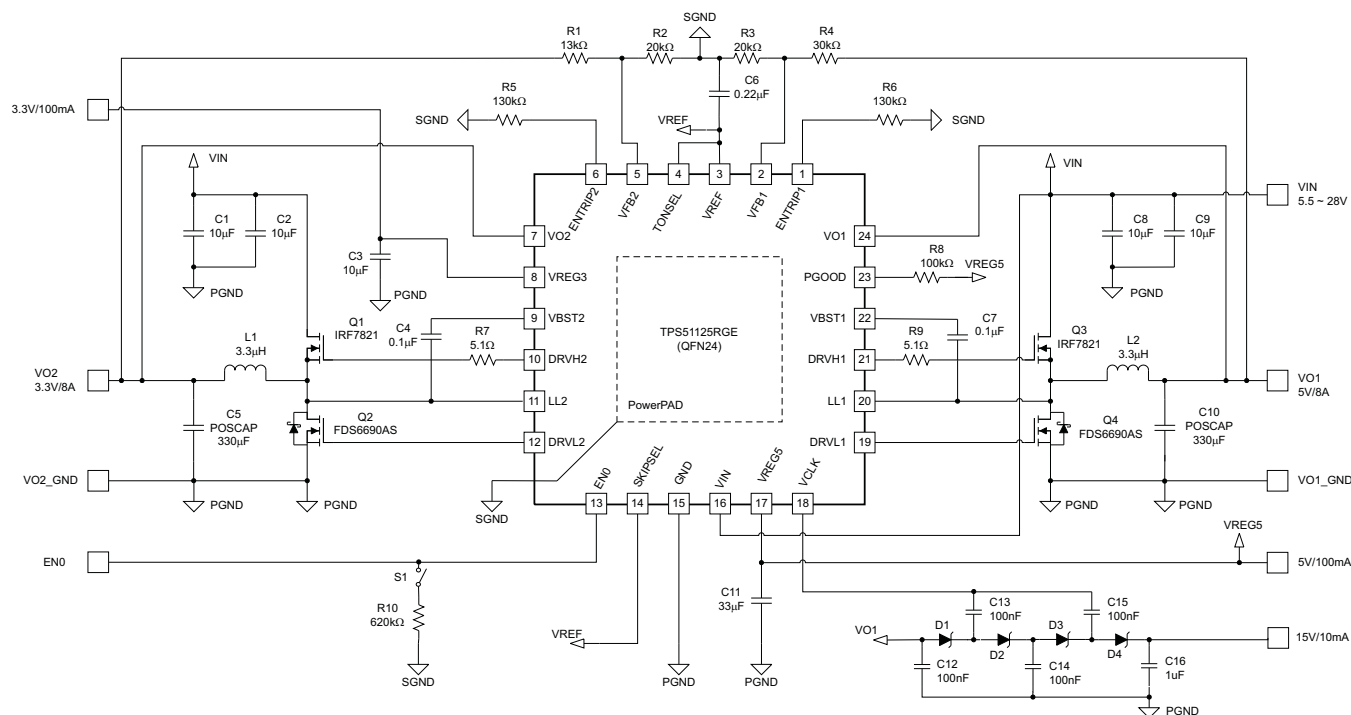 SGND
R1
13kΩ
R2
20kΩ
R3
20kΩ
R4
30kΩ
C6
0.22μF
3.3V/100mA
R5
130kΩ
R6
130kΩ
SGND
VREF
SGND
VIN
VIN
6
5
4
3
2
1
ENTRIP2
VFB2
TONSEL
VREF
VFB1
ENTRIP1
VIN
5.5 ~ 28V
C1
10μF
C2
10μF
C8
10μF
C9
10μF
7
VO2
VO1
24
C3
10μF
R8
100kΩ
VREG5
8
VREG3
PGOOD
23
PGND
PGND
PGND
9
VBST2
VBST1
22
Q1
IRF7821
C4
0.1μF
R7
5.1Ω
TPS51125RGE
(QFN24)
R9
5.1Ω
C7
0.1μF
Q3
IRF7821
L1
3.3μH
L2
3.3μH
10
DRVH2
DRVH1
21
VO2
3.3V/8A
VO1
5V/8A
11
LL2
LL1
20
PowerPAD
C5
POSCAP
330μF
Q2
FDS6690AS
Q4
FDS6690AS
C10
POSCAP
330μF
12
DRVL2
DRVL1
19
EN0
SKIPSEL
GND
VIN
VREG5
VCLK
VO2_GND
VO1_GND
13
14
15
16
17
18
PGND
PGND
SGND
PGND
PGND
VREG5
EN0
5V/100mA
S1
R10
620kΩ
C11
33μF
C13
100nF
C15
100nF
VREF
VO1
D1
D2
D3
D4
15V/10mA
C12
100nF
C14
100nF
C16
1uF
SGND
PGND
PGND
PGND